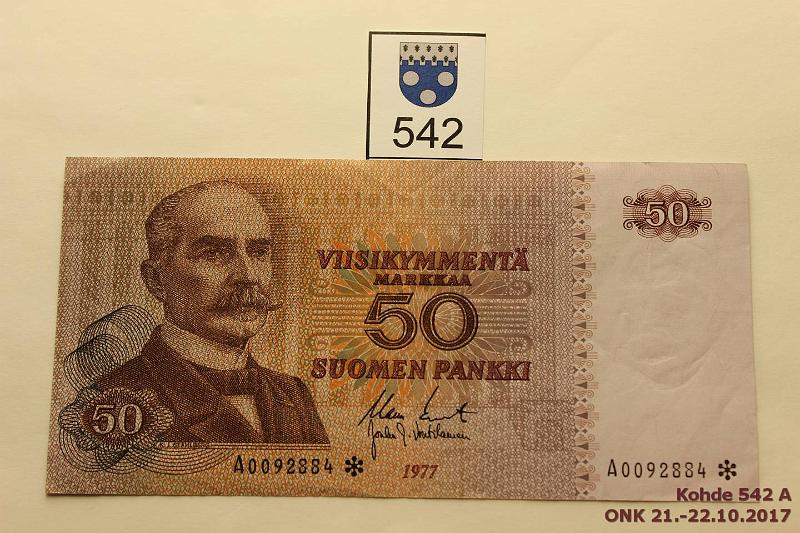 542
50
VIISIKYMMENTÄ
MARKKAA
50
SUOMEN PANKKI
50
A0092884 *
1977
A0092884 *
Kohde 542 A
ONK 21.-22.10.2017